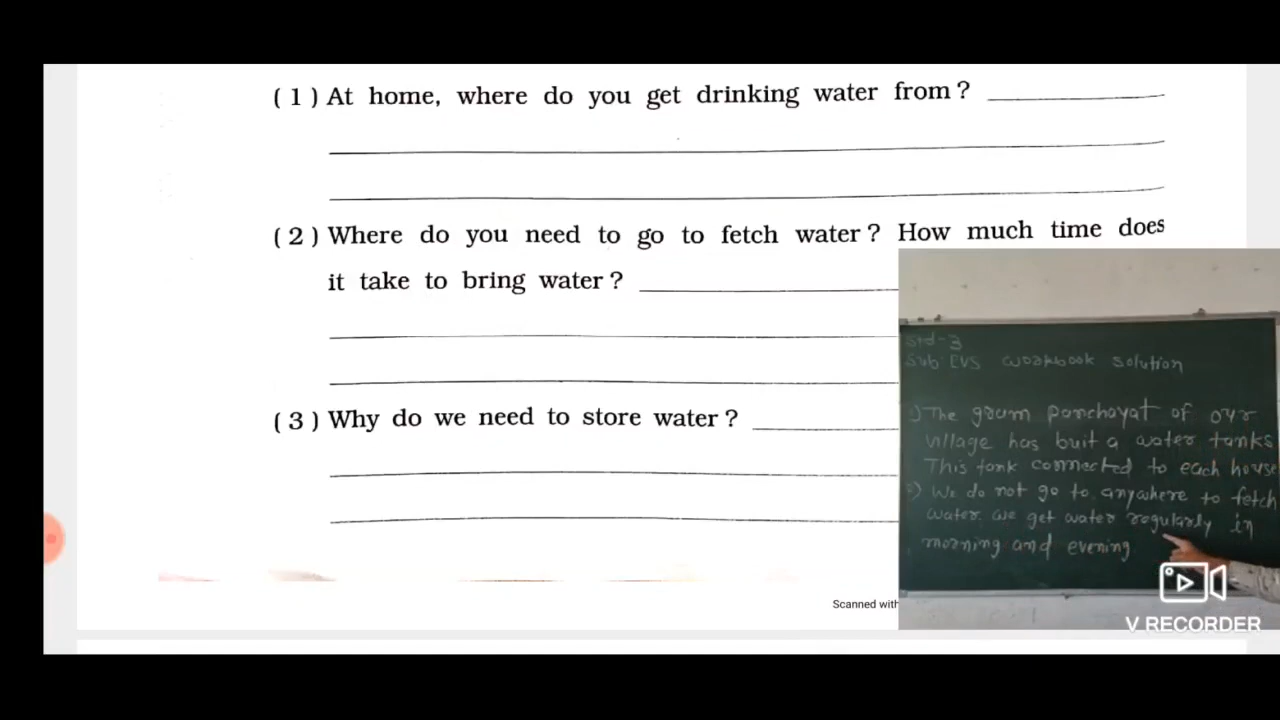 ( 1 ) At home, where do you get drinking water from ?
( 2 ) Where do you need to go to fetch water ? How much time does
it take to bring water ?
( 3 ) Why do we need to store water ?
Scanned with
Std-3
Sub EVS workbook solution
1) The gram panchayat of our
village has buit a water tanks
This tank connected to each house
2) We do not go to anywhere to fetch
water. we get water regularly in
morning and evening
V RECORDER